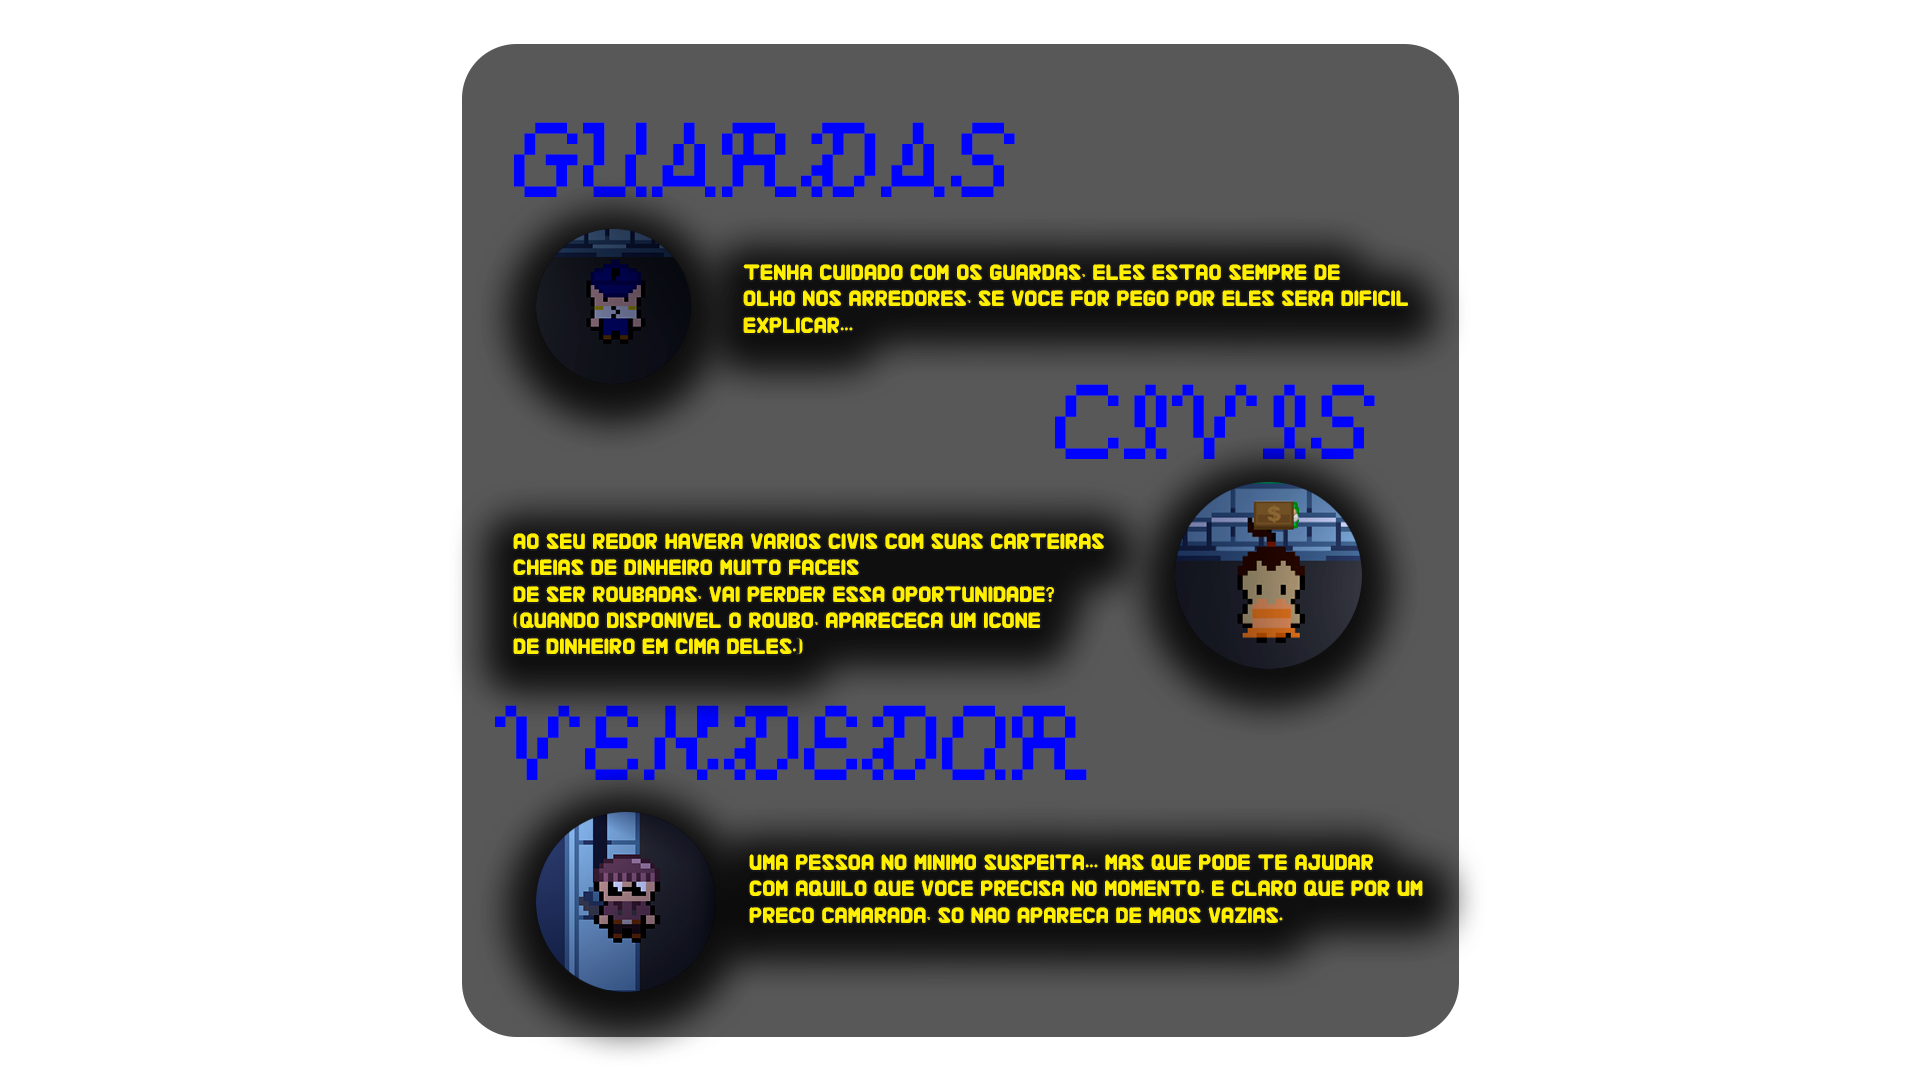 GUARDAS
TENHA CUIDADO COM OS GUARDAS. ELES ESTAO SEMPRE DE
OLHO NOS ARREDORES. SE VOCE FOR PEGO POR ELES SERA DIFICIL
EXPLICAR...
CIVIS
$
AO SEU REDOR HAVERA VARIOS CIVIS COM SUAS CARTEIRAS
CHEIAS DE DINHEIRO MUITO FACEIS
DE SER ROUBADAS. VAI PERDER ESSA OPORTUNIDADE?
(QUANDO DISPONIVEL O ROUBO, APARECECA UM ICONE
DE DINHEIRO EM CIMA DELES.)
VENDEDOR
UMA PESSOA NO MINIMO SUSPEITA... MAS QUE PODE TE AJUDAR
COM AQUILO QUE VOCE PRECISA NO MOMENTO, E CLARO QUE POR UM
PRECO CAMARADA. SO NAO APARECA DE MAOS VAZIAS.